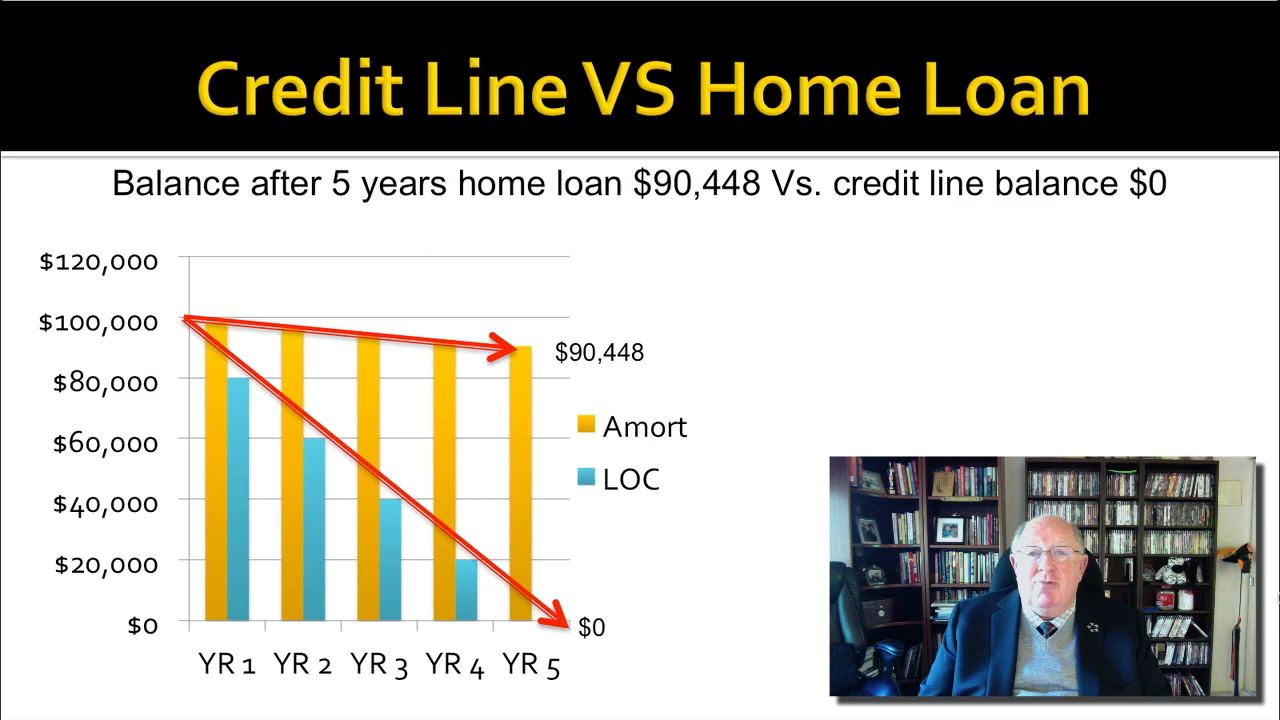 Credit Line VS Home Loan
Balance after 5 years home loan $90,448 Vs. credit line balance $0
$120,000
$100,000
$80,000
$60,000
$40,000
$20,000
$0
$90,448
Amort
LOC
$0
YR 1 YR 2 YR 3 YR 4 YR 5